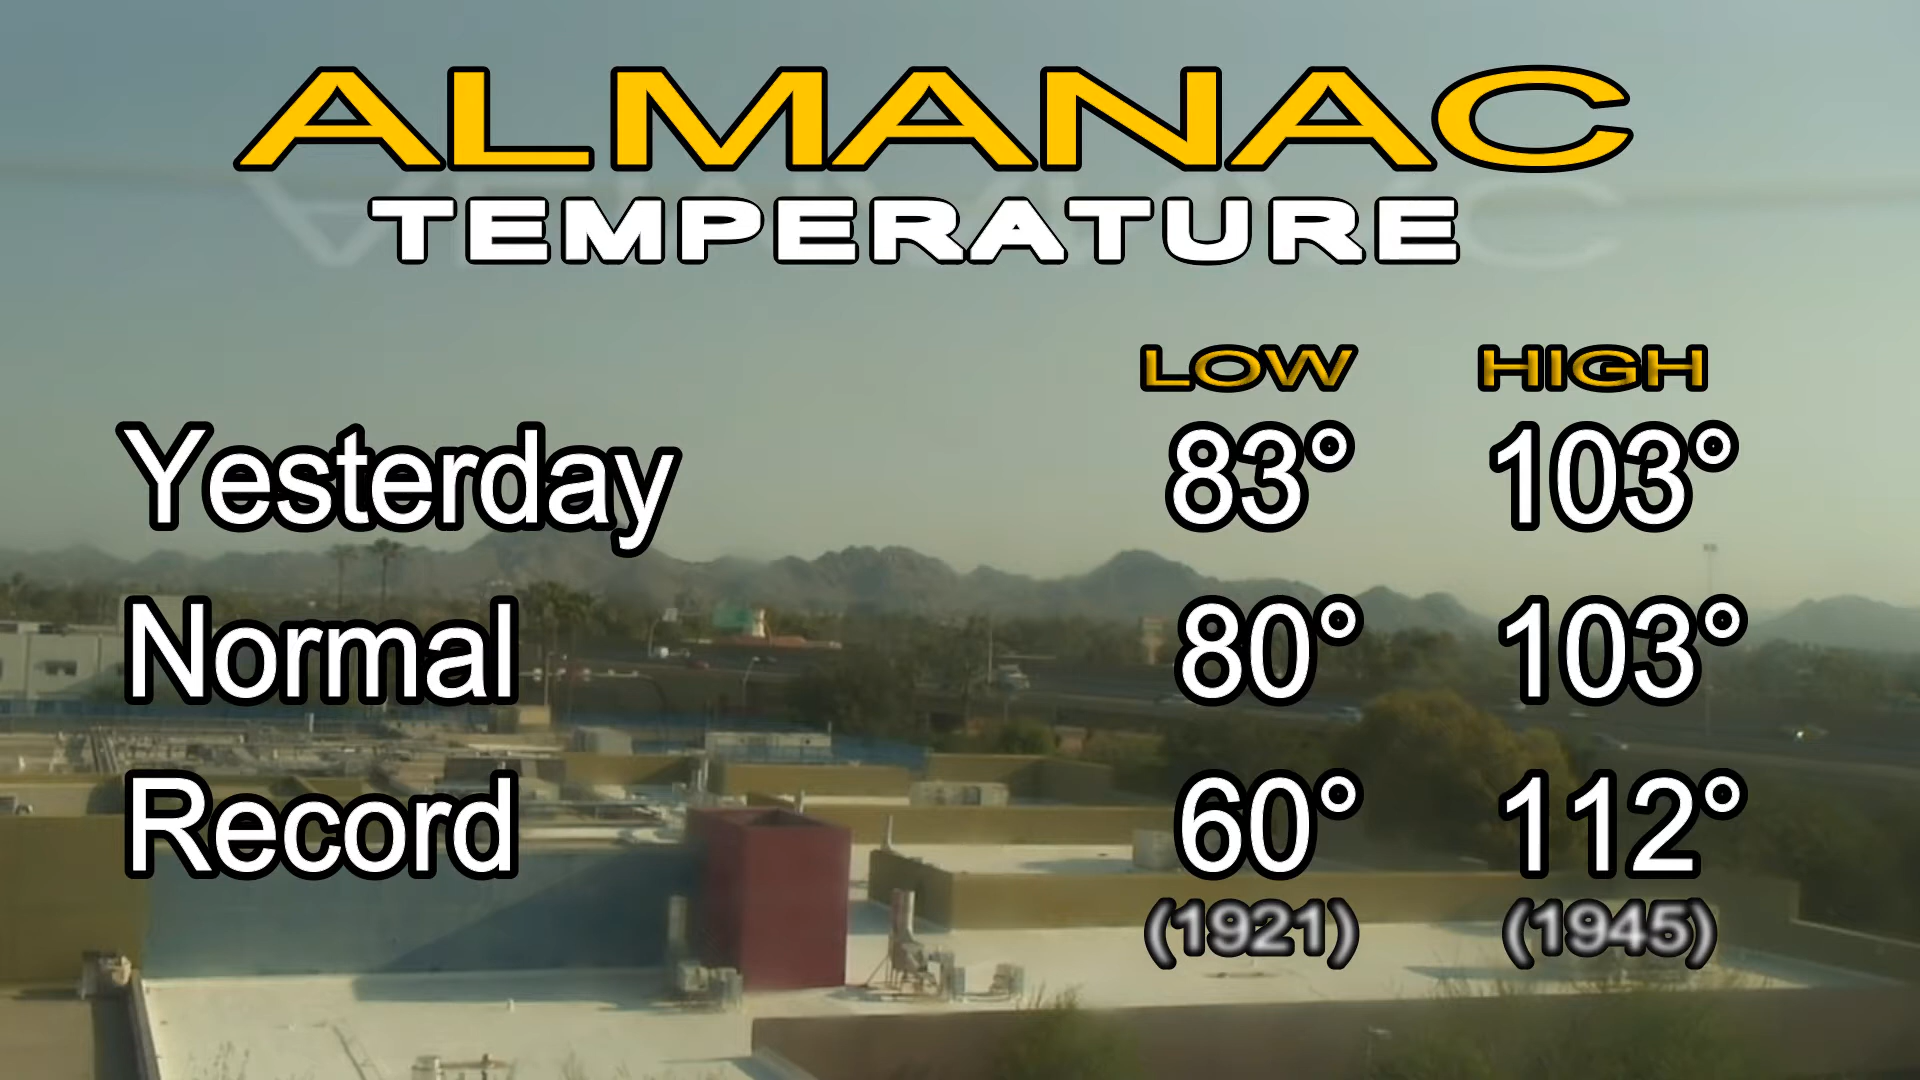 ALMANAC
TEMPERATURE
LOW HIGH
Yesterday 83° 103°
Normal 80° 103°
Record 60° 112°
(1921) (1945)